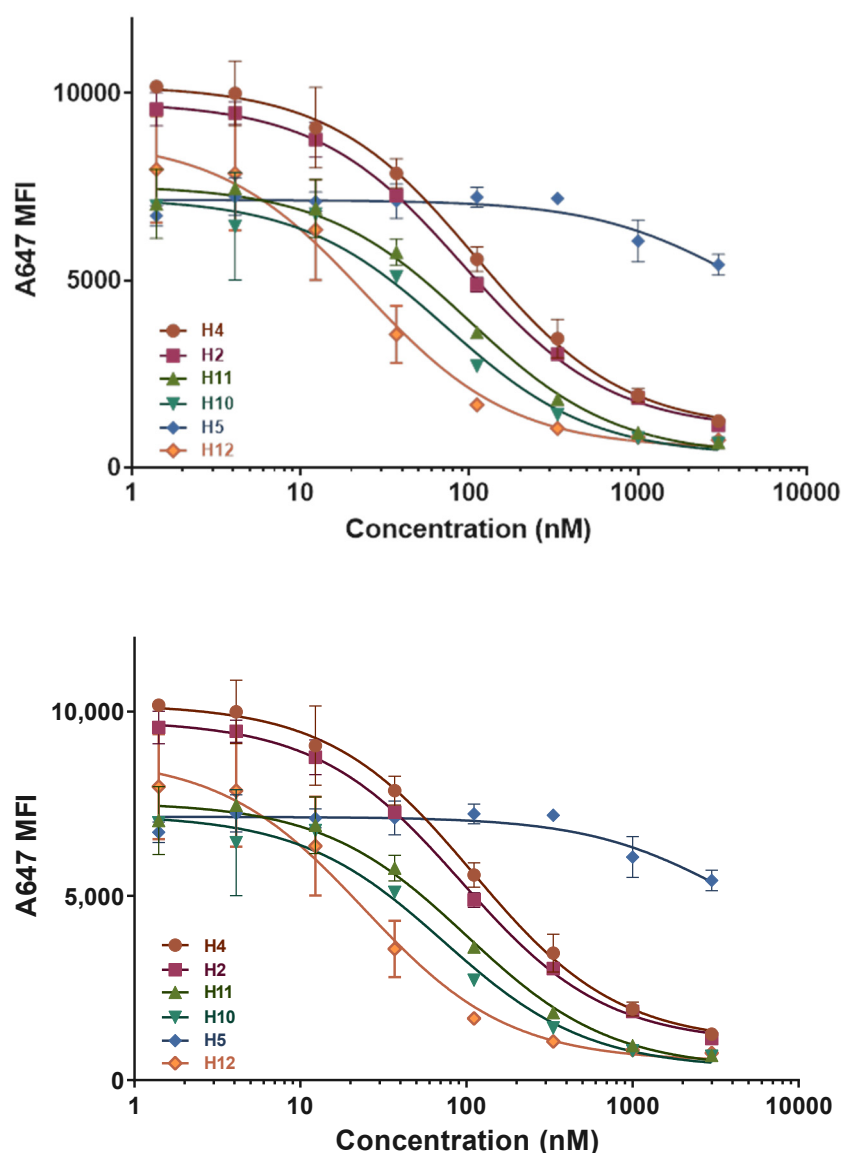 10000
5000
0
A647 MFI
H4
H2
H11
H10
H5
H12
1 10 100 1000 10000
Concentration (nM)
10,000
5,000
0
A647 MFI
H4
H2
H11
H10
H5
H12
1 10 100 1000 10000
Concentration (nM)